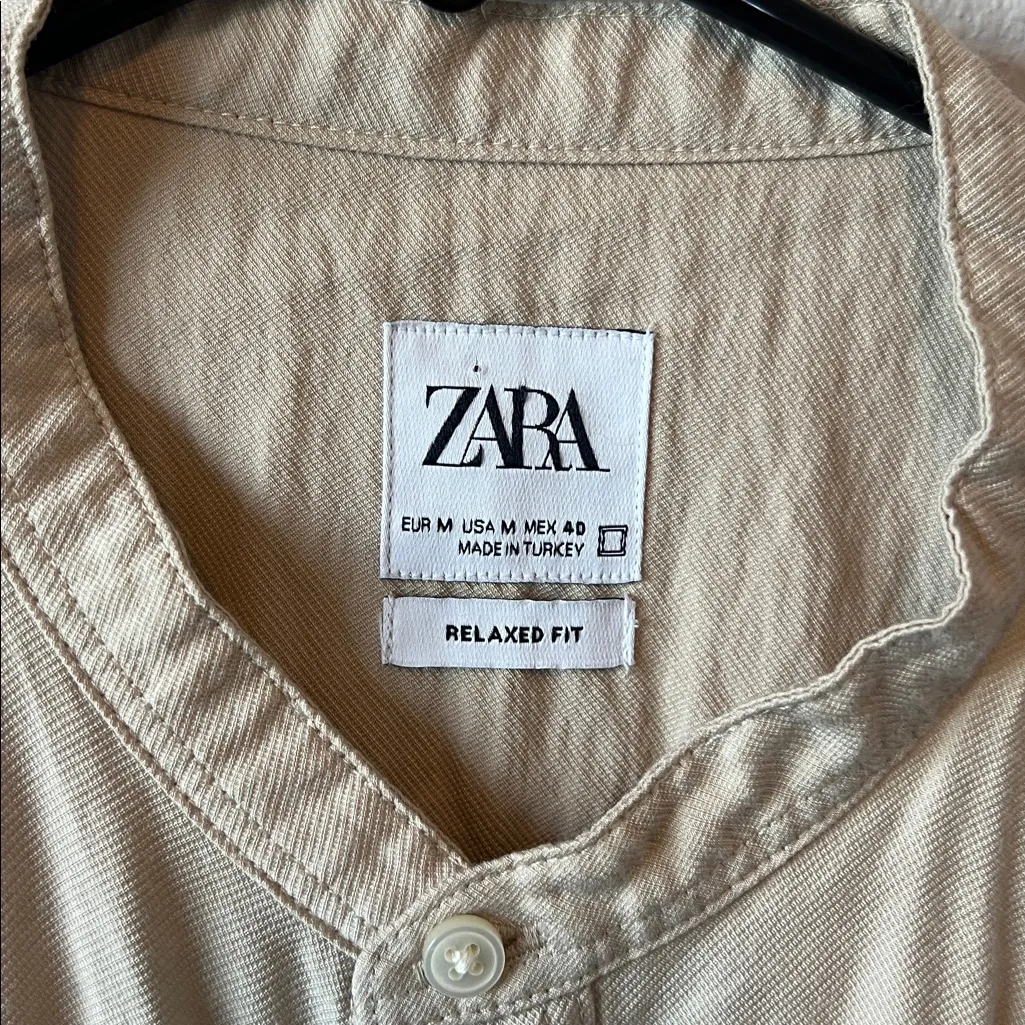 ZARA
EUR M USA M MEX 40
MADE IN TURKEY
RELAXED FIT